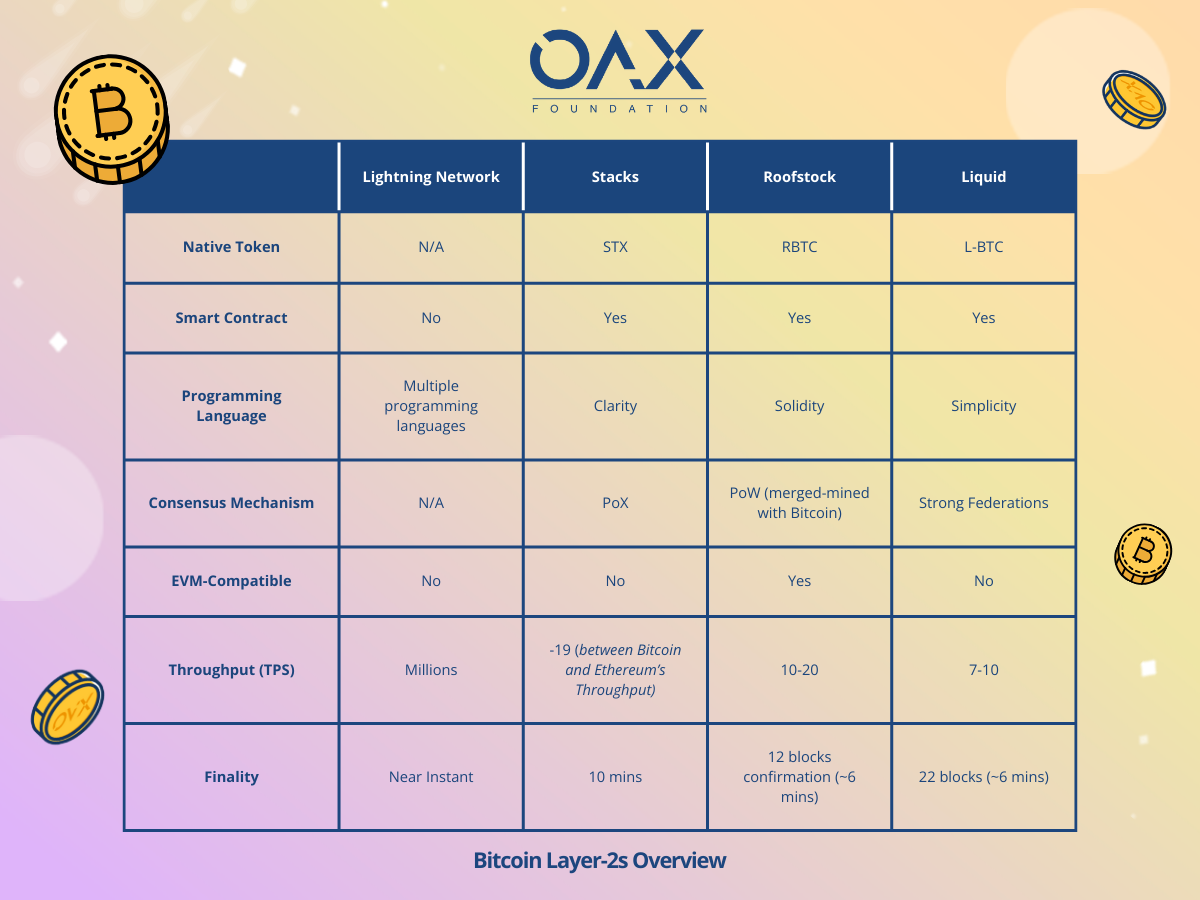 OAX
FOUNDATION
Lightning Network
Stacks
Roofstock
Liquid
Native Token
N/A
STX
RBTC
L-BTC
Smart Contract
No
Yes
Yes
Yes
Programming
Language
Multiple
programming
languages
Clarity
Solidity
Simplicity
Consensus Mechanism
N/A
PoX
PoW (merged-mined
with Bitcoin)
Strong Federations
EVM-Compatible
No
No
Yes
No
Throughput (TPS)
Millions
-19 (between Bitcoin
and Ethereum's
Throughput)
10-20
7-10
Finality
Near Instant
10 mins
12 blocks
confirmation (~6
mins)
22 blocks (~6 mins)
Bitcoin Layer-2s Overview
OAX
OAX